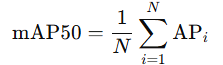 mAP50 = \frac{1}{N} \sum_{i=1}^{N} AP_i